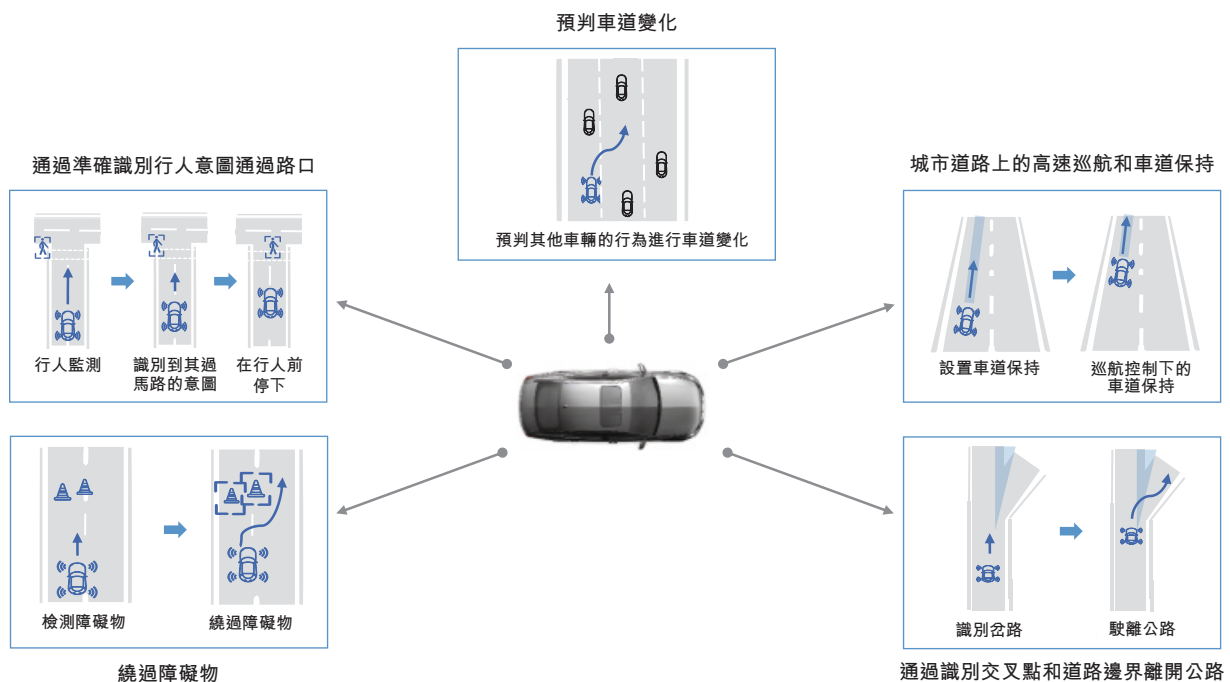 預判車道變化
預判其他車輛的行為進行車道變化
通過準確識別行人意圖通過路口
行人監測
識別到其過
馬路的意圖
在行人前
停下
城市道路上的高速巡航和車道保持
設置車道保持
巡航控制下的
車道保持
檢測障礙物
繞過障礙物
繞過障礙物
識別岔路
駛離公路
通過識別交叉點和道路邊界離開公路